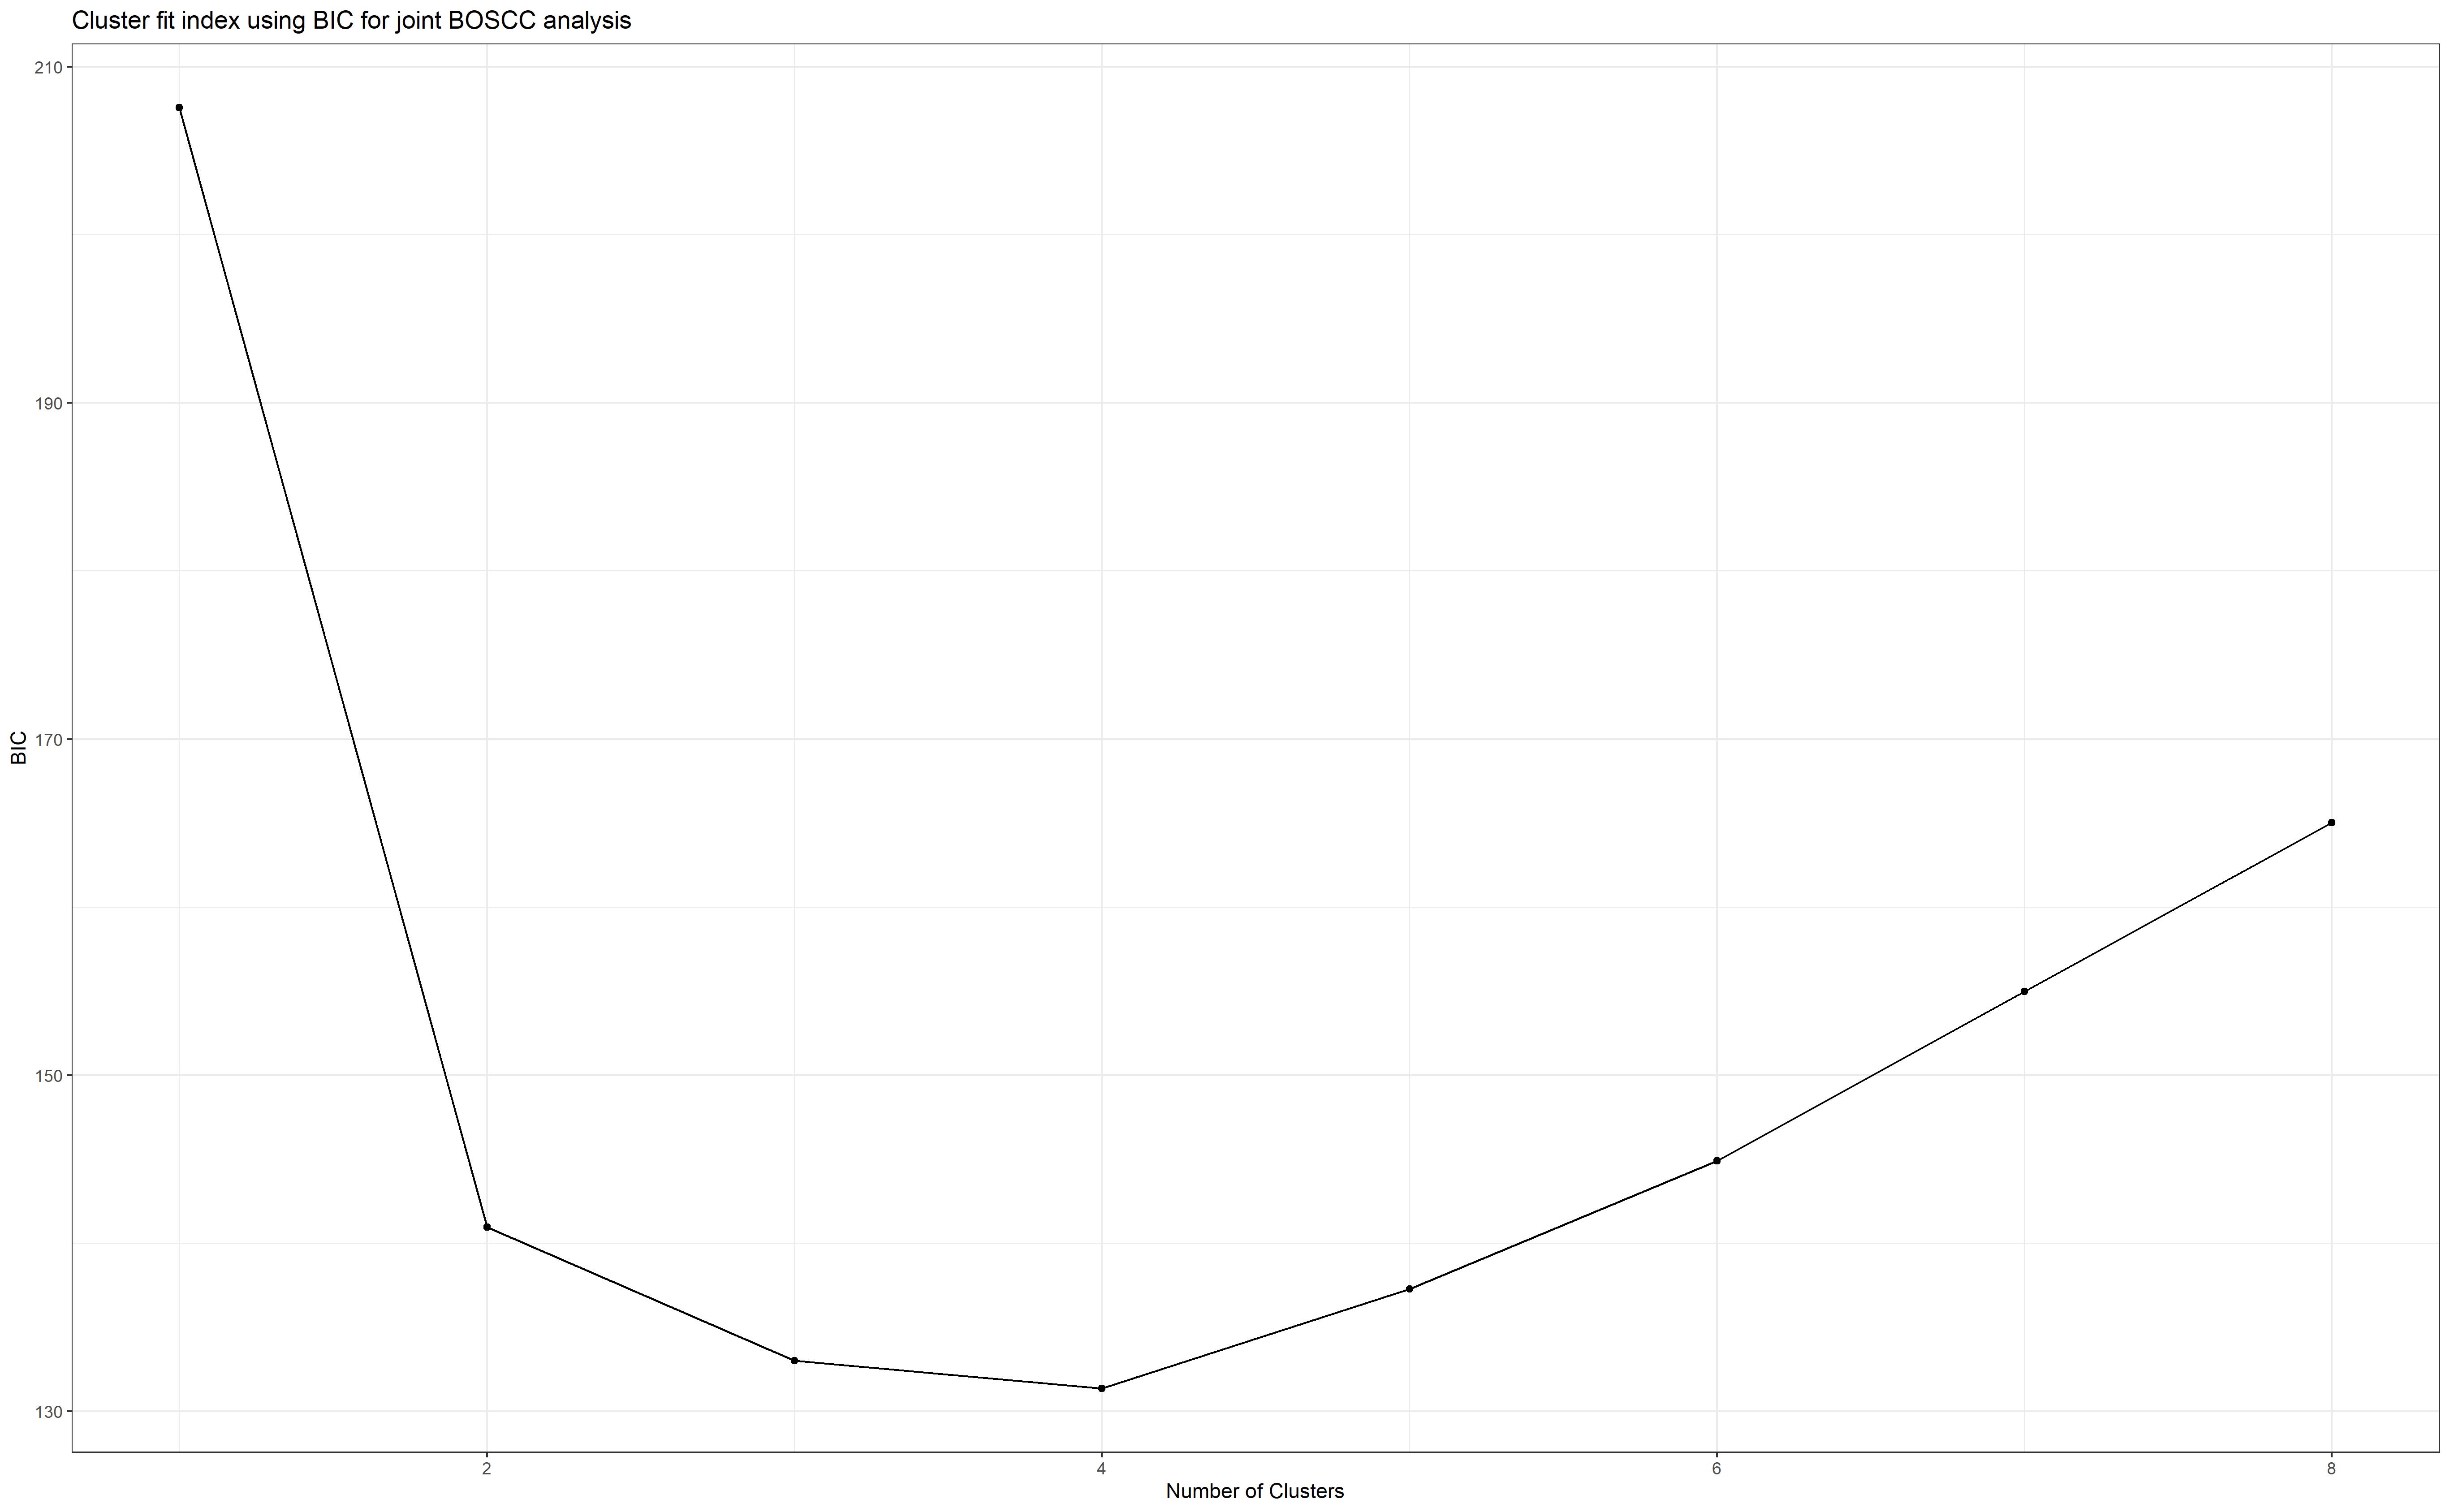 Cluster fit index using BIC for joint BOSCC analysis
210
190
BIC
170
150
130
2 4 6 8
Number of Clusters